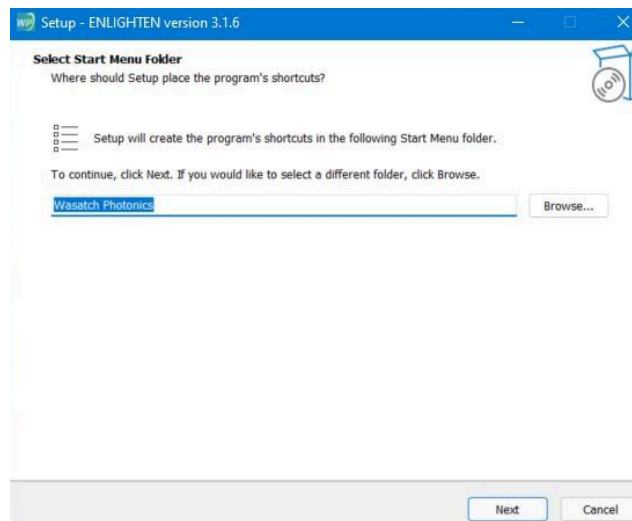 WP Setup - ENLIGHTEN version 3.1.6
Select Start Menu Folder
Where should Setup place the program's shortcuts?
Setup will create the program's shortcuts in the following Start Menu folder.
To continue, click Next. If you would like to select a different folder, click Browse.
Wasatch Photonics Browse...
Next Cancel